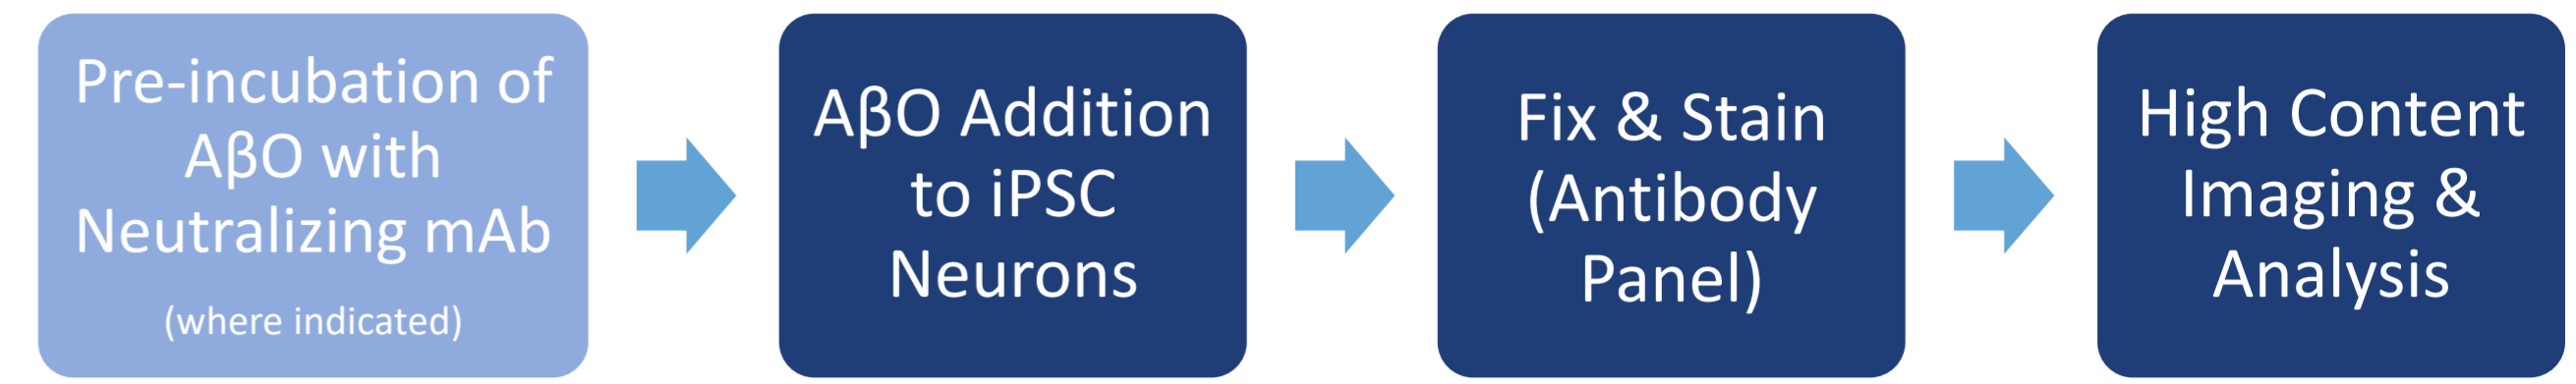 Pre-incubation of
AβO with
Neutralizing mAb
(where indicated)
AβO Addition
to iPSC
Neurons
Fix & Stain
(Antibody
Panel)
High Content
Imaging &
Analysis